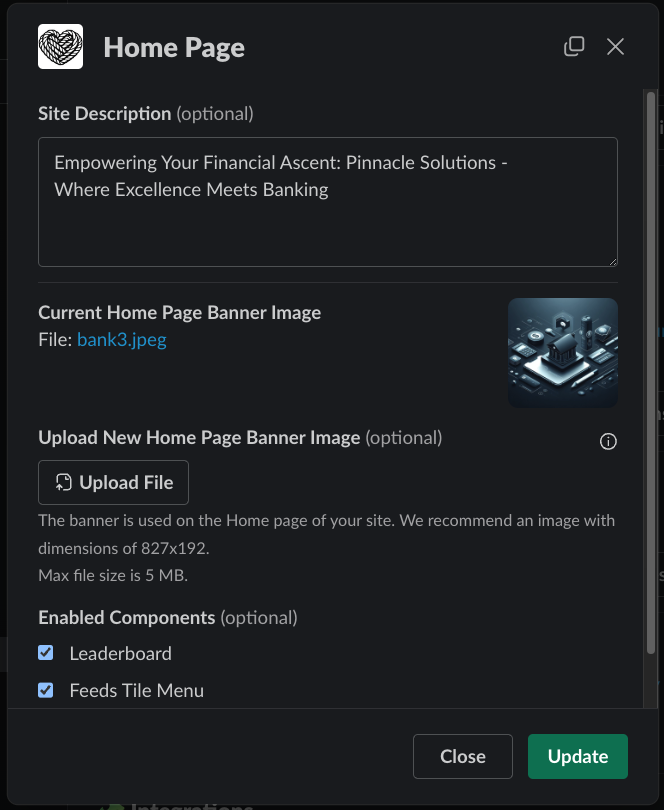 Home Page
Site Description (optional)
Empowering Your Financial Ascent: Pinnacle Solutions -
Where Excellence Meets Banking
Current Home Page Banner Image
File: bank3.jpeg
Upload New Home Page Banner Image (optional)
Upload File
The banner is used on the Home page of your site. We recommend an image with
dimensions of 827x192.
Max file size is 5 MB.
Enabled Components (optional)
Leaderboard
Feeds Tile Menu
Close
Update
Integrations